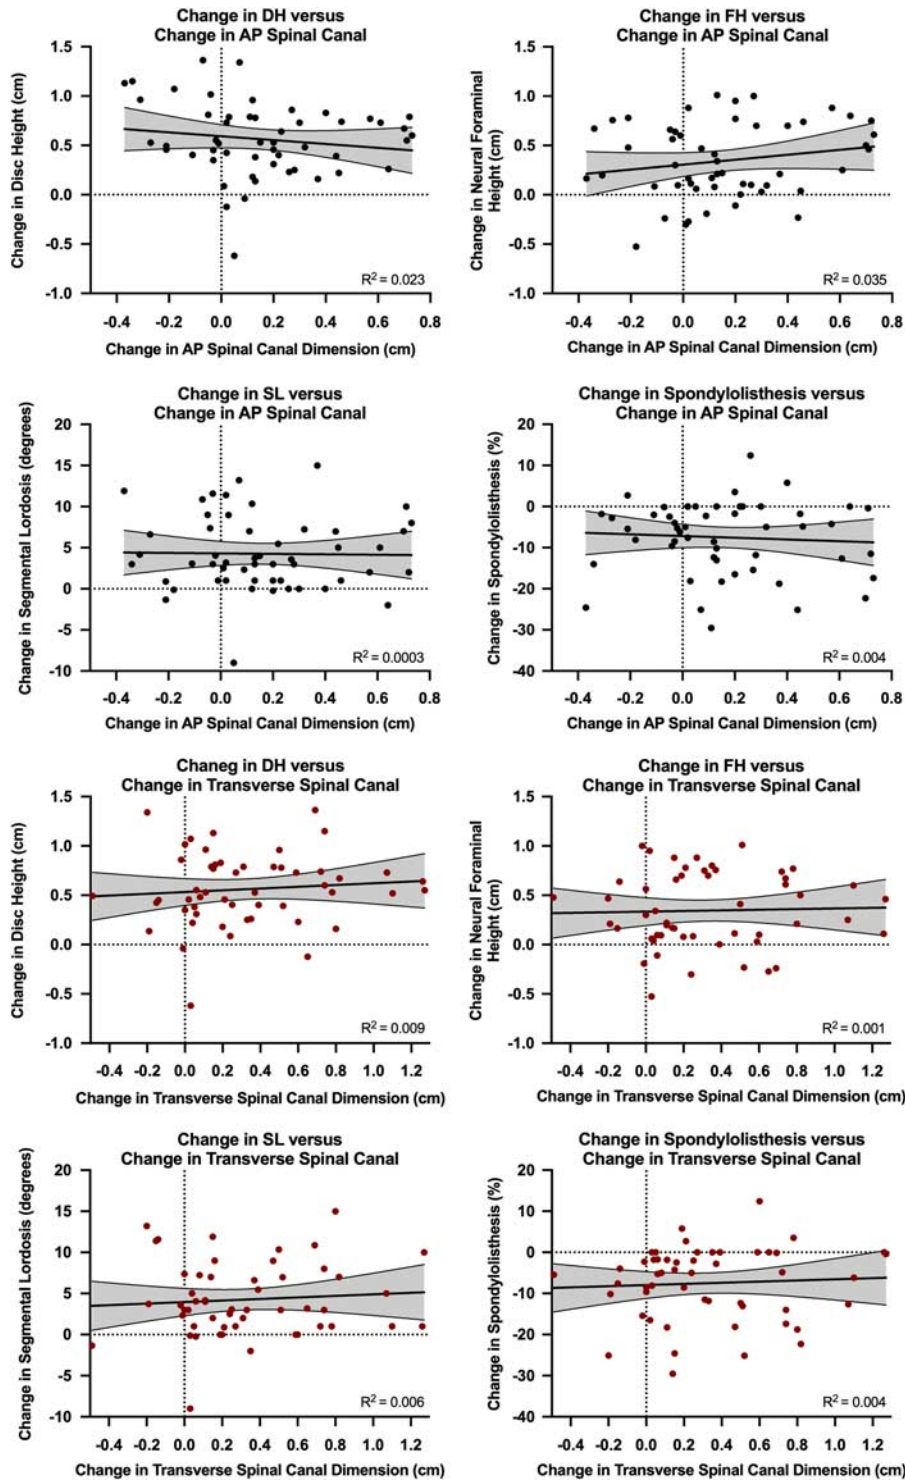 Change in DH versus
Change in AP Spinal Canal
Change in Disc Height (cm)
1.5
1.0
0.5
0.0
-0.5
-1.0
R² = 0.023
-0.4 -0.2 0.0 0.2 0.4 0.6 0.8
Change in AP Spinal Canal Dimension (cm)
Change in FH versus
Change in AP Spinal Canal
Change in Neural Foraminal
Height (cm)
1.5
1.0
0.5
0.0
-0.5
-1.0
R² = 0.035
-0.4 -0.2 0.0 0.2 0.4 0.6 0.8
Change in AP Spinal Canal Dimension (cm)
Change in SL versus
Change in AP Spinal Canal
Change in Segmental Lordosis (degrees)
20
15
10
5
0
-5
-10
R² = 0.0003
-0.4 -0.2 0.0 0.2 0.4 0.6 0.8
Change in AP Spinal Canal Dimension (cm)
Change in Spondylolisthesis versus
Change in AP Spinal Canal
Change in Spondylolisthesis (%)
20
10
0
-10
-20
-30
-40
R² = 0.004
-0.4 -0.2 0.0 0.2 0.4 0.6 0.8
Change in AP Spinal Canal Dimension (cm)
Chaneg in DH versus
Change in Transverse Spinal Canal
Change in Disc Height (cm)
1.5
1.0
0.5
0.0
-0.5
-1.0
R² = 0.009
-0.4 -0.2 0.0 0.2 0.4 0.6 0.8 1.0 1.2
Change in Transverse Spinal Canal Dimension (cm)
Change in FH versus
Change in Transverse Spinal Canal
Change in Neural Foraminal
Height (cm)
1.5
1.0
0.5
0.0
-0.5
-1.0
R² = 0.001
-0.4 -0.2 0.0 0.2 0.4 0.6 0.8 1.0 1.2
Change in Transverse Spinal Canal Dimension (cm)
Change in SL versus
Change in Transverse Spinal Canal
Change in Segmental Lordosis (degrees)
20
15
10
5
0
-5
-10
R² = 0.006
-0.4 -0.2 0.0 0.2 0.4 0.6 0.8 1.0 1.2
Change in Transverse Spinal Canal Dimension (cm)
Change in Spondylolisthesis versus
Change in Transverse Spinal Canal
Change in Spondylolisthesis (%)
20
10
0
-10
-20
-30
-40
R² = 0.004
-0.4 -0.2 0.0 0.2 0.4 0.6 0.8 1.0 1.2
Change in Transverse Spinal Canal Dimension (cm)